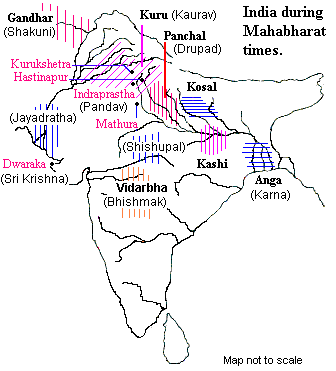 India during
Mahabharat
times.
Gandhar
(Shakuni)
Kuru (Kaurav)
Panchal
(Drupad)
Kurukshetra
Hastinapur
Indraprastha
(Pandav)
Kosal
(Jayadratha)
Mathura
(Shishupal)
Dwaraka
(Sri Krishna)
Kashi
Vidarbha
(Bhishmak)
Anga
(Karna)
Map not to scale